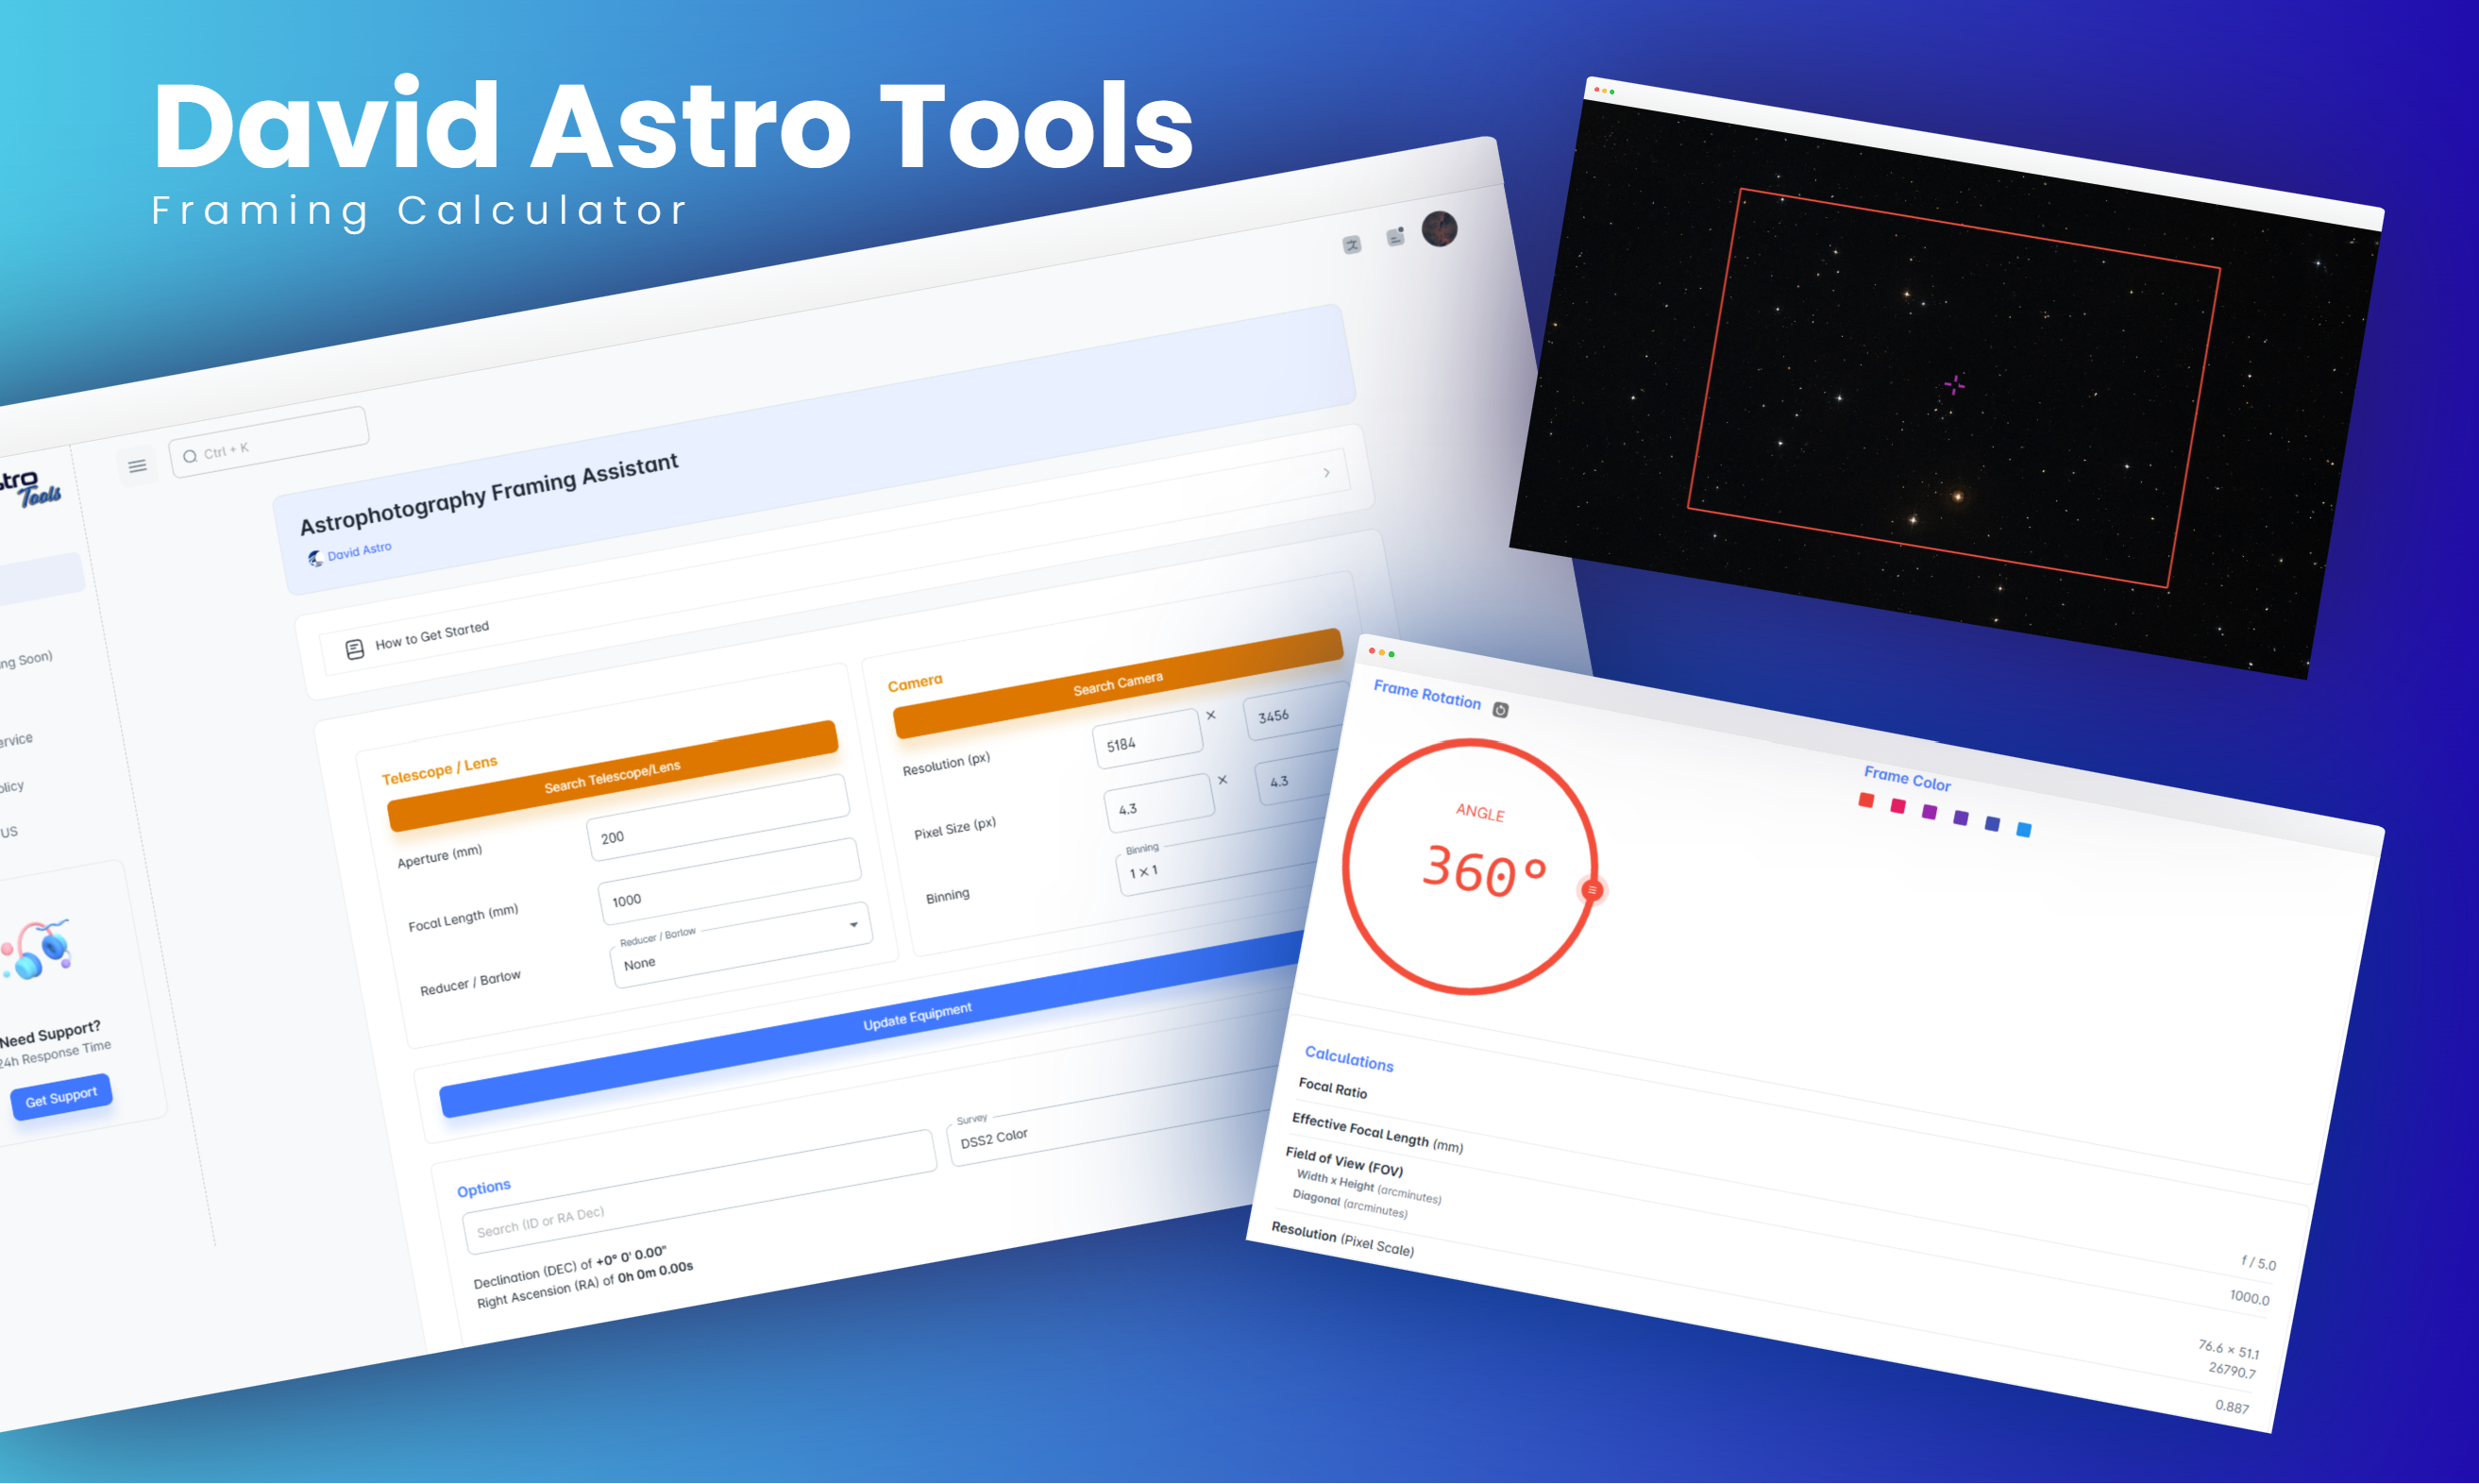 David Astro Tools
Framing Calculator
Ctrl + K
stro
Tools
Astrophotography Framing Assistant
David Astro
How to Get Started
ng Soon)
ervice
olicy
US
Need Support?
24h Response Time
Get Support
Telescope / Lens
Search Telescope/Lens
Aperture (mm)
200
Focal Length (mm)
1000
Reducer / Barlow
Reducer / Barlow
None
Camera
Search Camera
Resolution (px)
5184 × 3456
Pixel Size (px)
4.3 × 4.3
Binning
Binning
1 × 1
Update Equipment
Options
Search (ID or RA Dec)
Survey
DSS2 Color
Declination (DEC) of +0° 0' 0.00"
Right Ascension (RA) of 0h 0m 0.00s
Frame Rotation
ANGLE
360°
Frame Color
Calculations
Focal Ratio
f / 5.0
Effective Focal Length (mm)
1000.0
Field of View (FOV)
Width x Height (arcminutes)
76.6 × 51.1
Diagonal (arcminutes)
26790.7
Resolution (Pixel Scale)
0.887